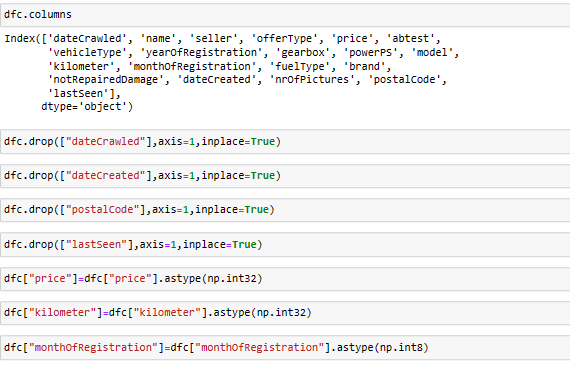 dfc.columns
Index(['dateCrawled', 'name', 'seller', 'offerType', 'price', 'abtest',
'vehicleType', 'yearOfRegistration', 'gearbox', 'powerPS', 'model',
'kilometer', 'monthOfRegistration', 'fuelType', 'brand',
'notRepairedDamage', 'dateCreated', 'nrOfPictures', 'postalCode',
'lastSeen'],
dtype='object')
dfc.drop(["dateCrawled"],axis=1,inplace=True)
dfc.drop(["dateCreated"],axis=1,inplace=True)
dfc.drop(["postalCode"],axis=1,inplace=True)
dfc.drop(["lastSeen"],axis=1,inplace=True)
dfc["price"]=dfc["price"].astype(np.int32)
dfc["kilometer"]=dfc["kilometer"].astype(np.int32)
dfc["monthOfRegistration"]=dfc["monthOfRegistration"].astype(np.int8)